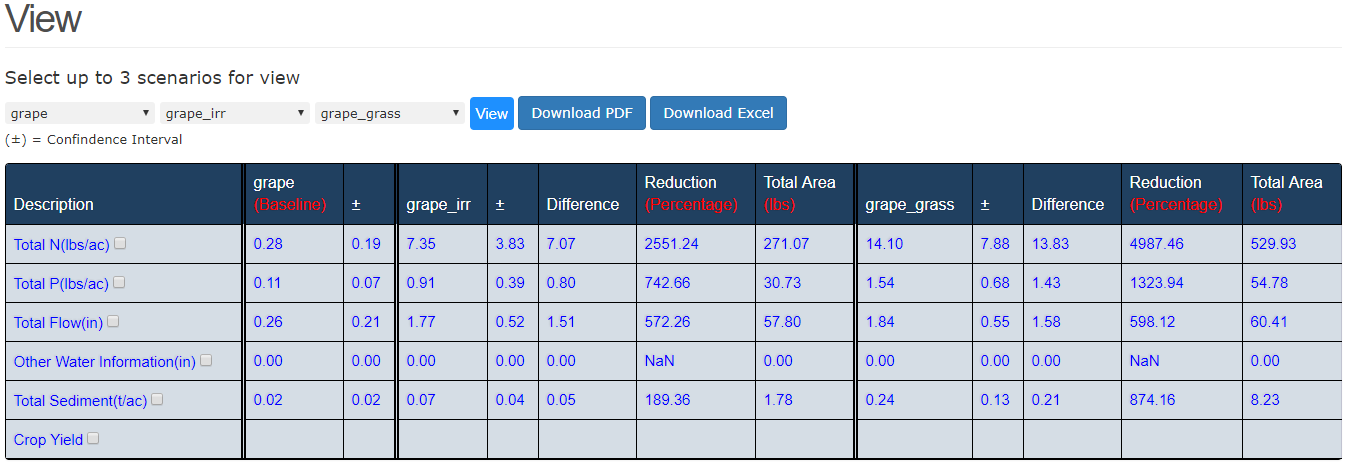 View
Select up to 3 scenarios for view
grape grape_irr grape_grass View Download PDF Download Excel
(±) = Confindence Interval
Description grape (Baseline) ± grape_irr ± Difference Reduction (Percentage) Total Area (lbs) grape_grass ± Difference Reduction (Percentage) Total Area (lbs)
Total N(lbs/ac) 0.28 0.19 7.35 3.83 7.07 2551.24 271.07 14.10 7.88 13.83 4987.46 529.93
Total P(lbs/ac) 0.11 0.07 0.91 0.39 0.80 742.66 30.73 1.54 0.68 1.43 1323.94 54.78
Total Flow(in) 0.26 0.21 1.77 0.52 1.51 572.26 57.80 1.84 0.55 1.58 598.12 60.41
Other Water Information(in) 0.00 0.00 0.00 0.00 0.00 NaN 0.00 0.00 0.00 0.00 NaN 0.00
Total Sediment(t/ac) 0.02 0.02 0.07 0.04 0.05 189.36 1.78 0.24 0.13 0.21 874.16 8.23
Crop Yield